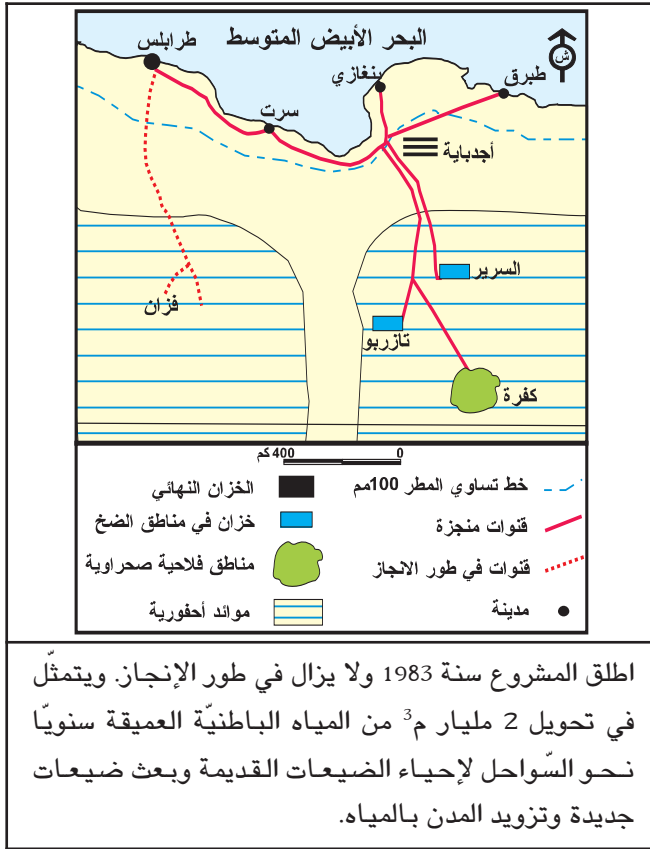 البحر الأبيض المتوسط
ش
طرابلس
بنغازي
طبرق
سرت
أجدباية
السرير
فزان
تازربو
كفرة
400 كم
0
خط تساوي المطر 100مم
الخزان النهائي
قنوات منجزة
خزان في مناطق الضخ
قنوات في طور الانجاز
مناطق فلاحية صحراوية
مدينة
موائد أحفورية
اطلق المشروع سنة 1983 ولا يزال في طور الإنجاز. ويتمثّل
في تحويل 2 مليار م³ من المياه الباطنيّة العميقة سنويّا
نحو السّواحل لإحياء الضيعات القديمة وبعث ضيعات
جديدة وتزويد المدن بالمياه.